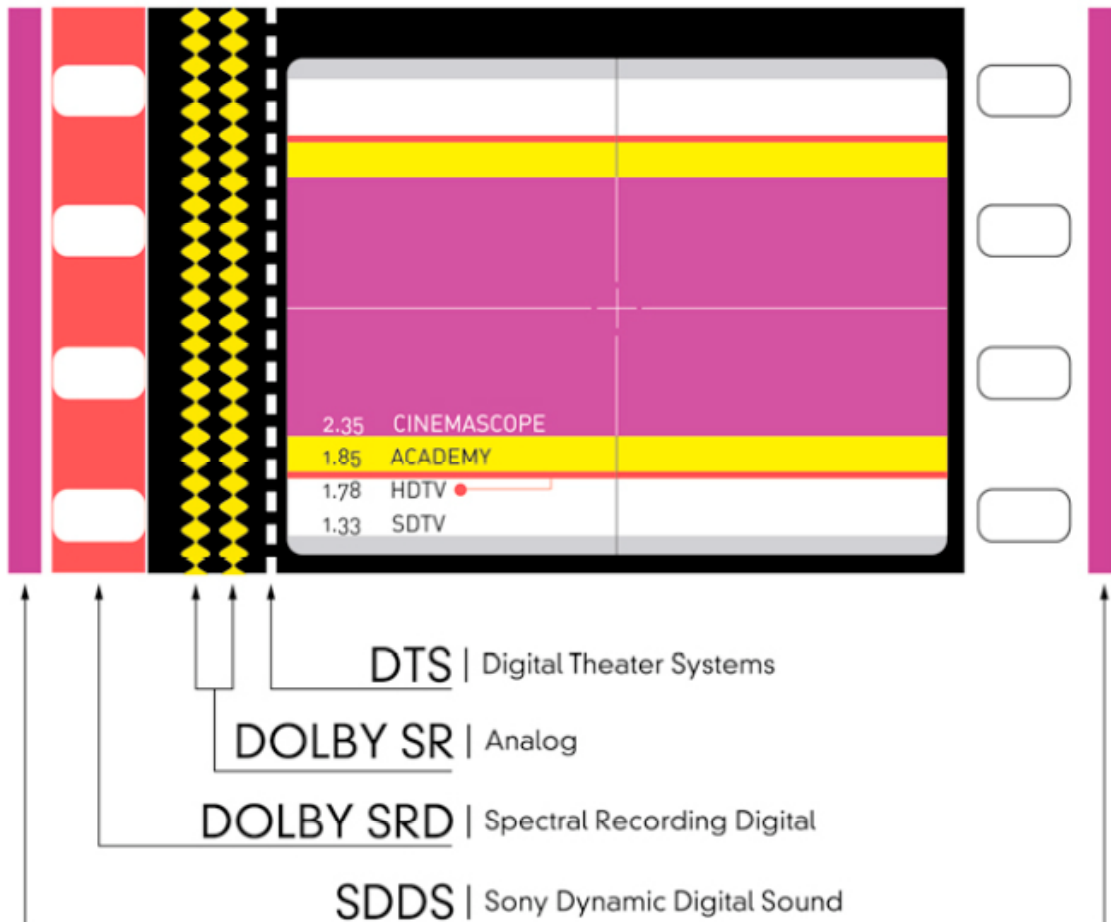 2.35 CINEMASCOPE
1.85 ACADEMY
1.78 HDTV
1.33 SDTV
DTS | Digital Theater Systems
DOLBY SR | Analog
DOLBY SRD | Spectral Recording Digital
SDDS | Sony Dynamic Digital Sound